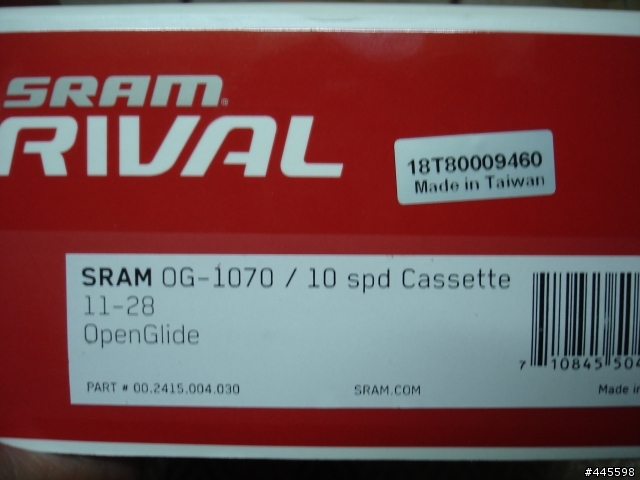 SRAM®
RIVAL
18T80009460
Made in Taiwan
SRAM OG-1070 / 10 spd Cassette
11-28
OpenGlide
7 10845 504
PART # 00.2415.004.030
SRAM.COM
Made in
#445598